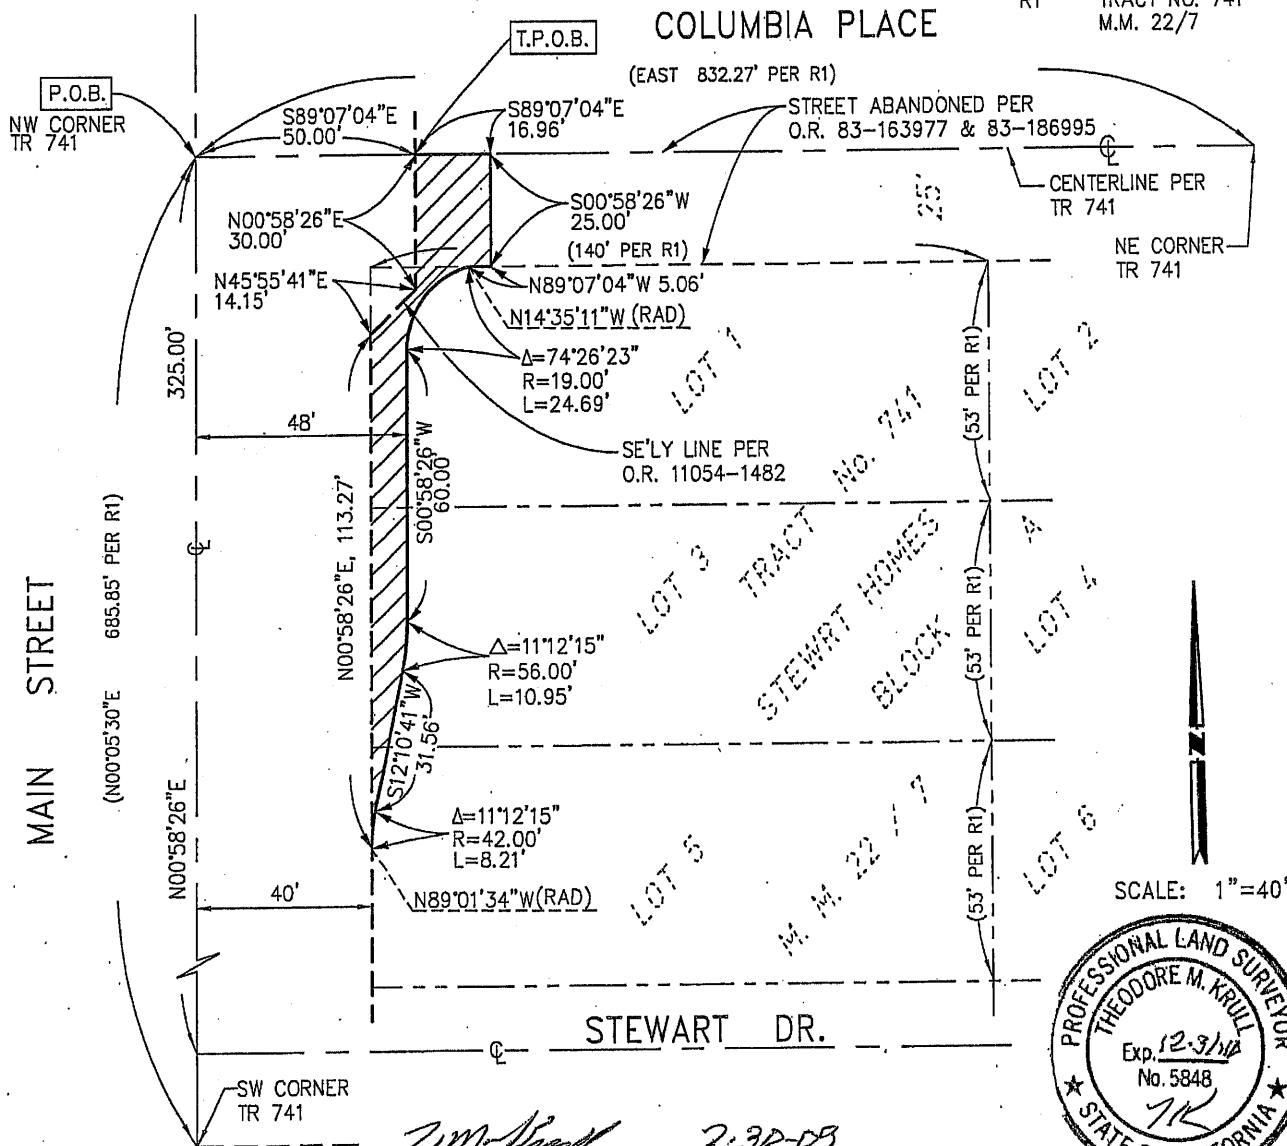 R1 TRACT NO. 741
M.M. 22/7
COLUMBIA PLACE
T.P.O.B.
(EAST 832.27' PER R1)
P.O.B.
NW CORNER
TR 741
S89°07'04"E
50.00'
S89°07'04"E
16.96'
STREET ABANDONED PER
O.R. 83-163977 & 83-186995
℄
CENTERLINE PER
TR 741
25'
NE CORNER
TR 741
N00°58'26"E
30.00'
S00°58'26"W
25.00'
(140' PER R1)
N45°55'41"E
14.15'
N89°07'04"W 5.06'
N14°35'11"W (RAD)
Δ=74°26'23"
R=19.00'
L=24.69'
LOT 1
LOT 2
(53' PER R1)
325.00'
48'
SE'LY LINE PER
O.R. 11054-1482
S00°58'26"W
60.00'
N00°58'26"E, 113.27'
TRACT No. 741
STEWRT HOMES
BLOCK A
LOT 3
LOT 4
(53' PER R1)
℄
MAIN STREET
(N00°05'30"E 685.85' PER R1)
N00°58'26"E
Δ=11°12'15"
R=56.00'
L=10.95'
S12°10'41"W
31.56'
Δ=11°12'15"
R=42.00'
L=8.21'
N89°01'34"W(RAD)
40'
LOT 5
M. M. 22 / 7
LOT 6
(53' PER R1)
N
SCALE: 1"=40'
STEWART DR.
℄
SW CORNER
TR 741
PROFESSIONAL LAND SURVEYOR
THEODORE M. KRULL
Exp.
No. 5848
STATE OF CALIFORNIA